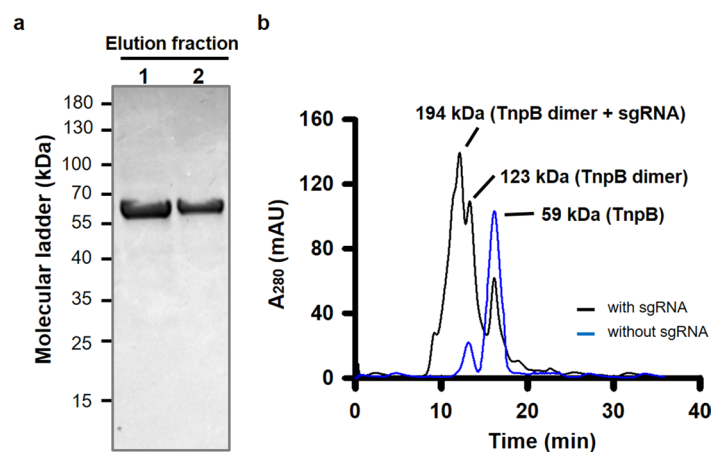 a
Elution fraction
1 2
Molecular ladder (kDa)
180
130
100
70
55
40
35
25
15
b
194 kDa (TnpB dimer + sgRNA)
123 kDa (TnpB dimer)
59 kDa (TnpB)
A280 (mAU)
160
120
80
40
0
with sgRNA
without sgRNA
0 10 20 30 40
Time (min)